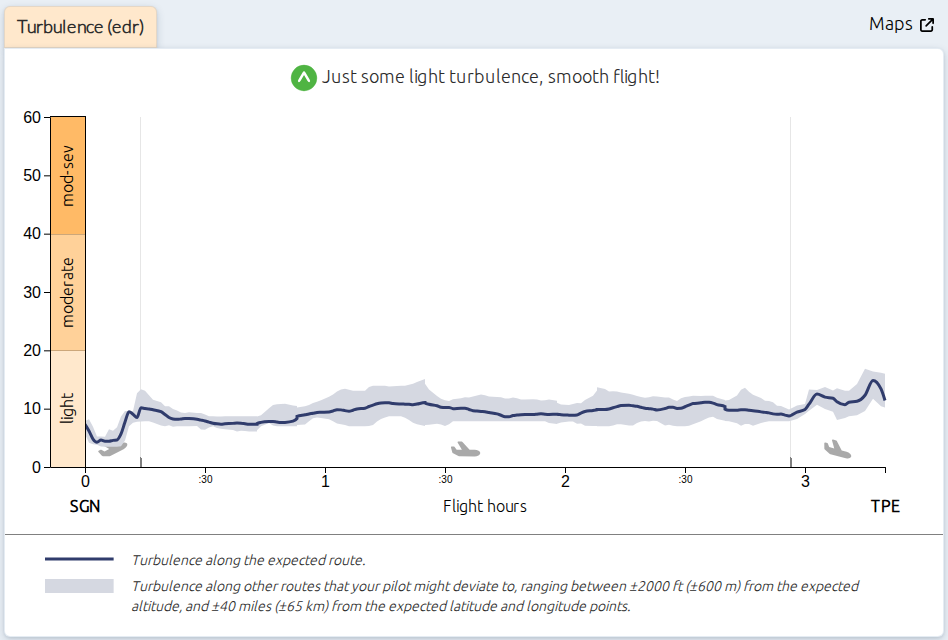 Turbulence (edr)
Maps
Just some light turbulence, smooth flight!
60
50
40
30
20
10
0
mod-sev
moderate
light
0 :30 1 :30 2 :30 3
SGN Flight hours TPE
Turbulence along the expected route.
Turbulence along other routes that your pilot might deviate to, ranging between ±2000 ft (±600 m) from the expected
altitude, and ±40 miles (±65 km) from the expected latitude and longitude points.